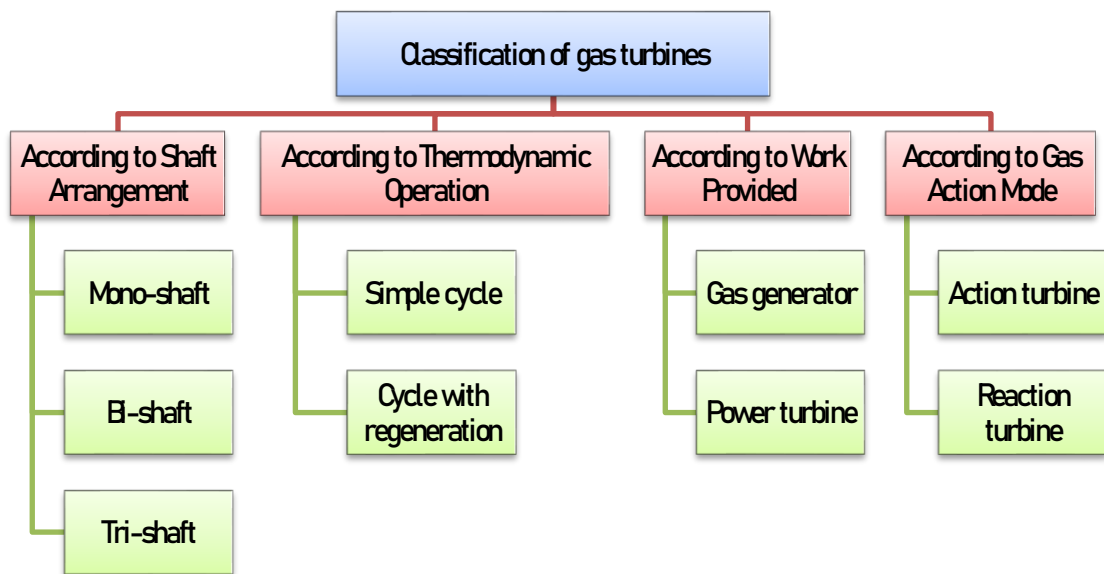 Classification of gas turbines
According to Shaft
Arrangement
Mono-shaft
Bi-shaft
Tri-shaft
According to Thermodynamic
Operation
Simple cycle
Cycle with
regeneration
According to Work
Provided
Gas generator
Power turbine
According to Gas
Action Mode
Action turbine
Reaction
turbine